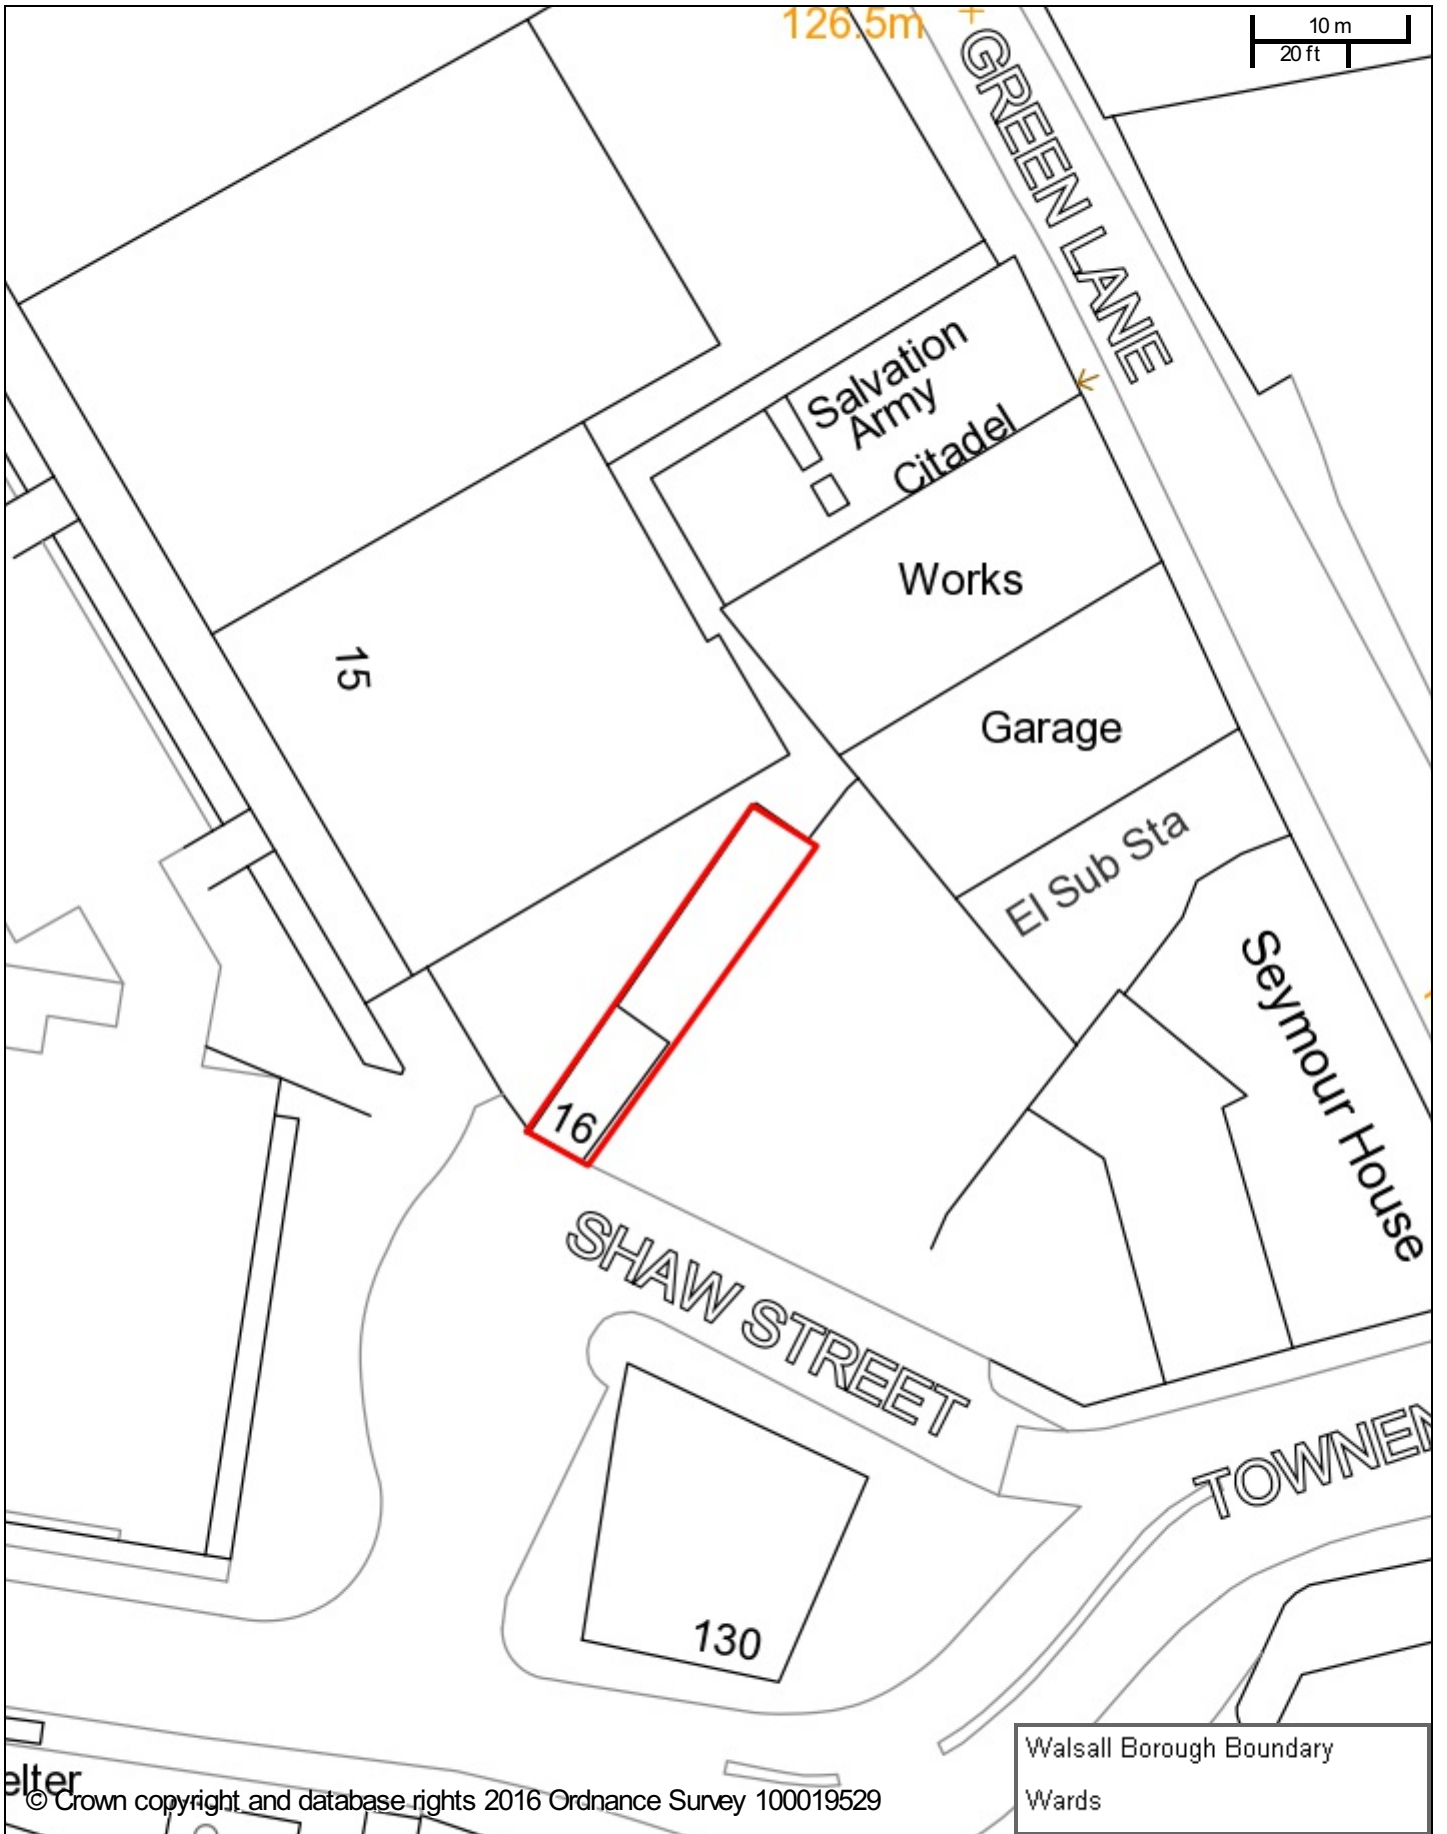 126.5m
10 m
20 ft
GREEN LANE
Salvation
Army
Citadel
Works
15
Garage
El Sub Sta
Seymour House
16
SHAW STREET
TOWNEN
130
Walsall Borough Boundary
Wards
elter
© Crown copyright and database rights 2016 Ordnance Survey 100019529